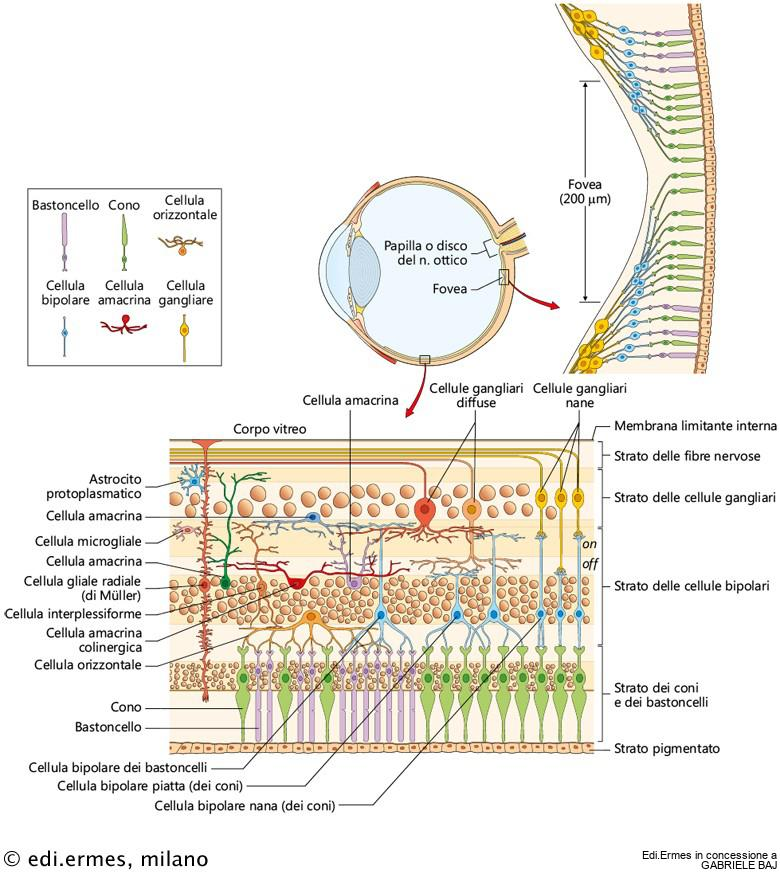 Fovea
(200 µm)
Bastoncello
Cono
Cellula
orizzontale
Cellula
bipolare
Cellula
amacrina
Cellula
gangliare
Papilla o disco
del n. ottico
Fovea
Cellula amacrina
Cellule gangliari
diffuse
Cellule gangliari
nane
Corpo vitreo
Membrana limitante interna
Strato delle fibre nervose
Astrocito
protoplasmatico
Strato delle cellule gangliari
Cellula amacrina
Cellula microgliale
on
Cellula amacrina
off
Cellula gliale radiale
(di Müller)
Strato delle cellule bipolari
Cellula interplessiforme
Cellula amacrina
colinergica
Cellula orizzontale
Strato dei coni
e dei bastoncelli
Cono
Bastoncello
Strato pigmentato
Cellula bipolare dei bastoncelli
Cellula bipolare piatta (dei coni)
Cellula bipolare nana (dei coni)
© edi.ermes, milano
Edi.Ermes in concessione a
GABRIELE BAJ